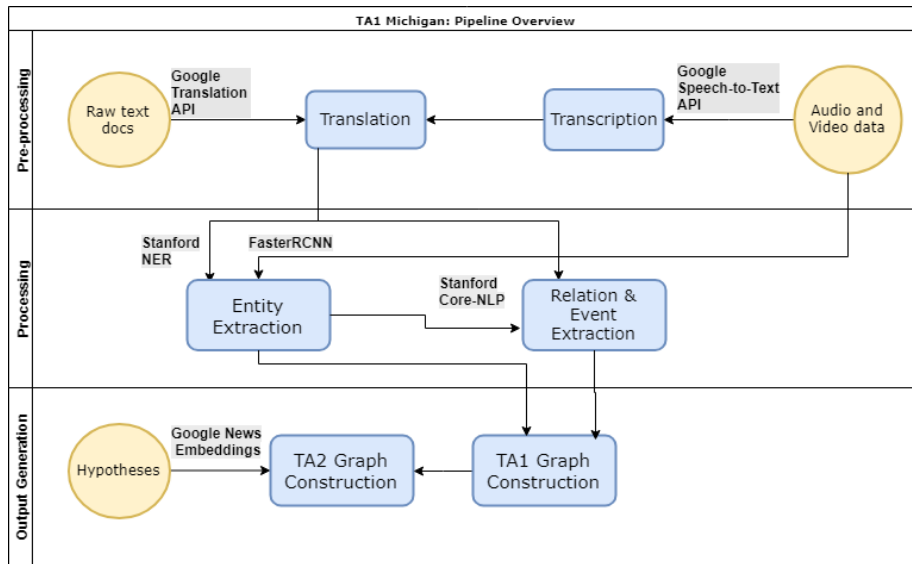 TA1 Michigan: Pipeline Overview
Pre-processing
Raw text
docs
Google
Translation
API
Translation
Transcription
Google
Speech-to-Text
API
Audio and
Video data
Processing
Stanford
NER
FasterRCNN
Entity
Extraction
Stanford
Core-NLP
Relation &
Event
Extraction
Output Generation
Hypotheses
Google News
Embeddings
TA2 Graph
Construction
TA1 Graph
Construction